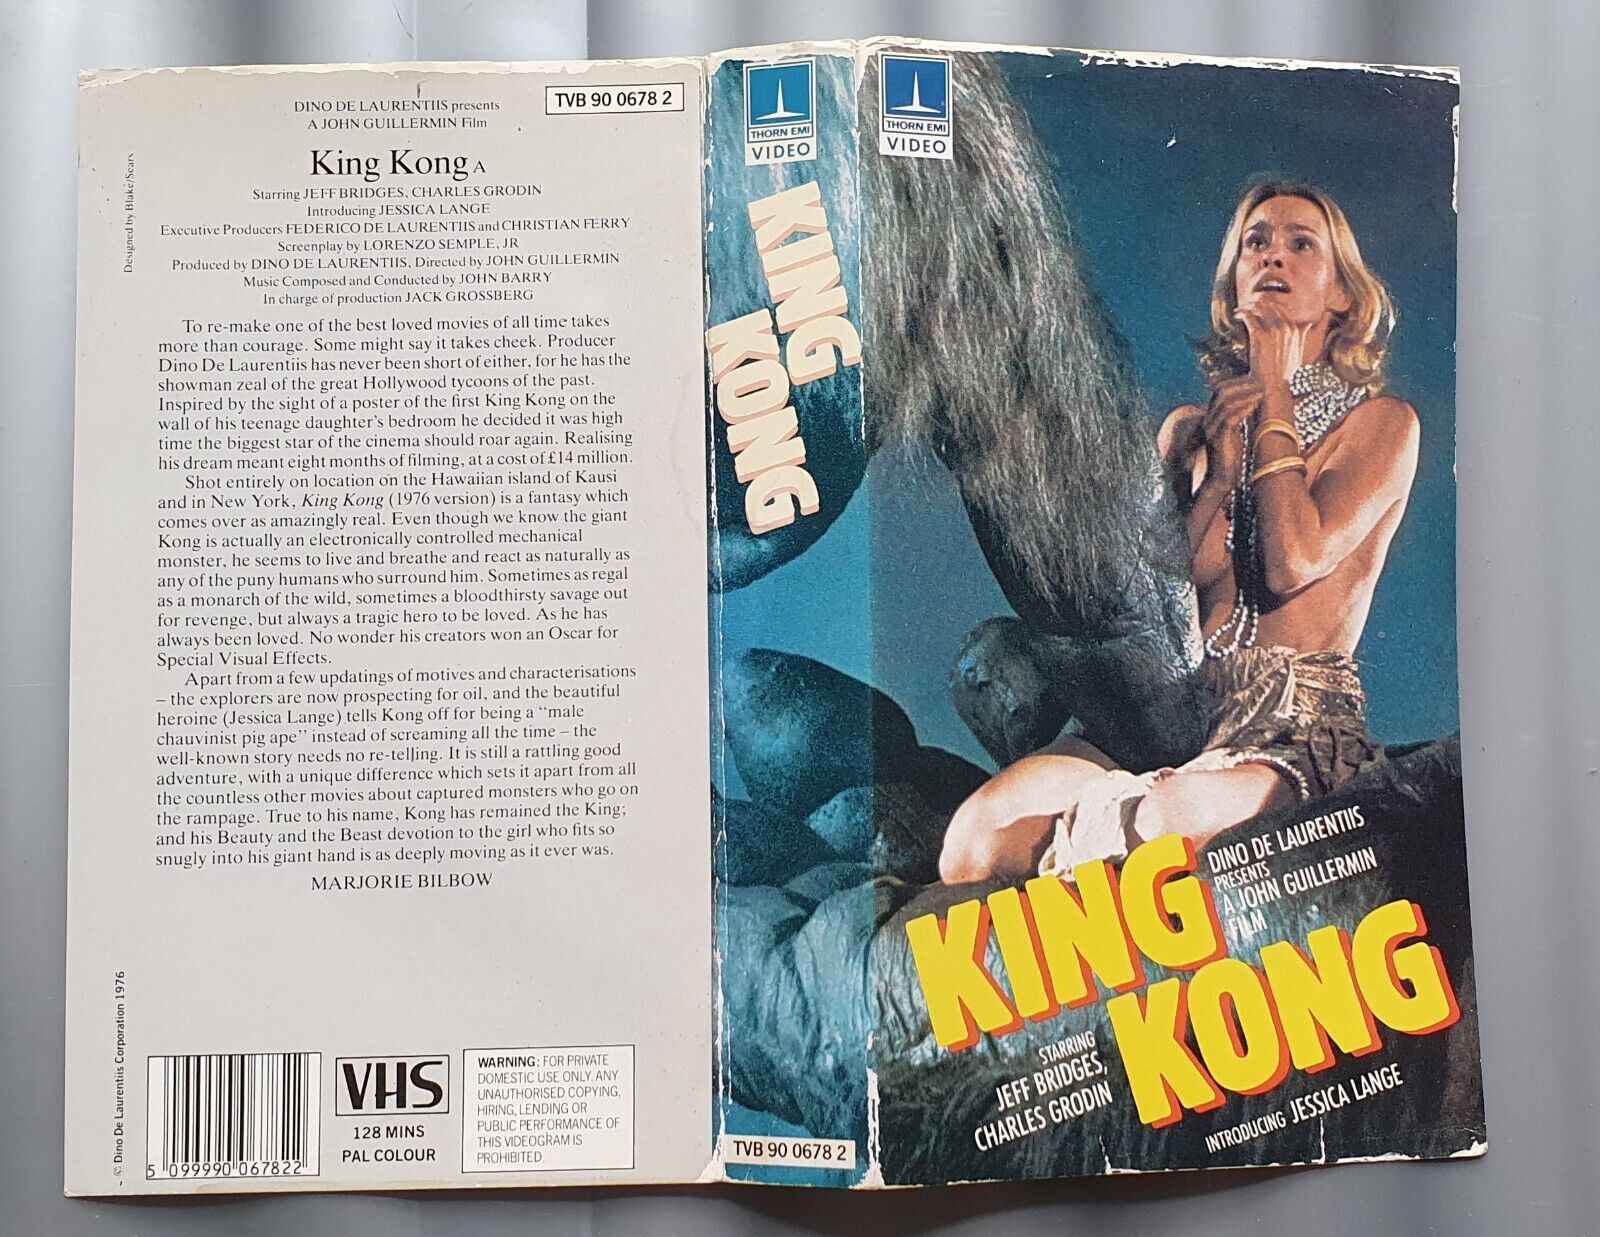 DINO DE LAURENTIIS presents
A JOHN GUILLERMIN Film
TVB 90 0678 2
King Kong A
Starring JEFF BRIDGES, CHARLES GRODIN
Introducing JESSICA LANGE
Executive Producers FEDERICO DE LAURENTIIS and CHRISTIAN FERRY
Screenplay by LORENZO SEMPLE, JR
Produced by DINO DE LAURENTIIS, Directed by JOHN GUILLERMIN
Music Composed and Conducted by JOHN BARRY
In charge of production JACK GROSSBERG
To re-make one of the best loved movies of all time takes
more than courage. Some might say it takes cheek. Producer
Dino De Laurentiis has never been short of either, for he has the
showman zeal of the great Hollywood tycoons of the past.
Inspired by the sight of a poster of the first King Kong on the
wall of his teenage daughter's bedroom he decided it was high
time the biggest star of the cinema should roar again. Realising
his dream meant eight months of filming, at a cost of £14 million.
Shot entirely on location on the Hawaiian island of Kausi
and in New York, King Kong (1976 version) is a fantasy which
comes over as amazingly real. Even though we know the giant
Kong is actually an electronically controlled mechanical
monster, he seems to live and breathe and react as naturally as
any of the puny humans who surround him. Sometimes as regal
as a monarch of the wild, sometimes a bloodthirsty savage out
for revenge, but always a tragic hero to be loved. As he has
always been loved. No wonder his creators won an Oscar for
Special Visual Effects.
Apart from a few updatings of motives and characterisations
– the explorers are now prospecting for oil, and the beautiful
heroine (Jessica Lange) tells Kong off for being a "male
chauvinist pig ape" instead of screaming all the time – the
well-known story needs no re-telling. It is still a rattling good
adventure, with a unique difference which sets it apart from all
the countless other movies about captured monsters who go on
the rampage. True to his name, Kong has remained the King;
and his Beauty and the Beast devotion to the girl who fits so
snugly into his giant hand is as deeply moving as it ever was.
MARJORIE BILBOW
Designed by Blake/Sears
© Dino De Laurentiis Corporation 1976
5 099990 067822
VHS
128 MINS
PAL COLOUR
WARNING: FOR PRIVATE
DOMESTIC USE ONLY. ANY
UNAUTHORISED COPYING,
HIRING, LENDING OR
PUBLIC PERFORMANCE OF
THIS VIDEOGRAM IS
PROHIBITED.
THORN EMI
VIDEO
KING
KONG
TVB 90 0678 2
THORN EMI
VIDEO
DINO DE LAURENTIIS
PRESENTS
A JOHN GUILLERMIN
FILM
KING
KONG
STARRING
JEFF BRIDGES,
CHARLES GRODIN
INTRODUCING JESSICA LANGE